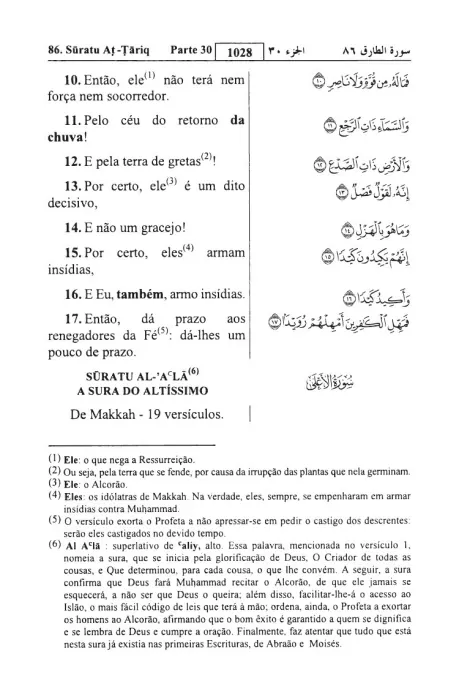 86. Sūratu Aṭ-Ṭāriq Parte 30 1028 الجزء ٣٠ سورة الطارق ٨٦
10. Então, ele(1) não terá nem
força nem socorredor.
فَمَا لَهُۥ مِن قُوَّةٍ وَلَا نَاصِرٍ ۝١٠
11. Pelo céu do retorno da
chuva!
وَٱلسَّمَآءِ ذَاتِ ٱلرَّجْعِ ۝١١
12. E pela terra de gretas(2)!
وَٱلْأَرْضِ ذَاتِ ٱلصَّدْعِ ۝١٢
13. Por certo, ele(3) é um dito
decisivo,
إِنَّهُۥ لَقَوْلٌ فَصْلٌ ۝١٣
14. E não um gracejo!
وَمَا هُوَ بِٱلْهَزْلِ ۝١٤
15. Por certo, eles(4) armam
insídias,
إِنَّهُمْ يَكِيدُونَ كَيْدًا ۝١٥
16. E Eu, também, armo insídias.
وَأَكِيدُ كَيْدًا ۝١٦
17. Então, dá prazo aos
renegadores da Fé(5): dá-lhes um
pouco de prazo.
فَمَهِّلِ ٱلْكَٰفِرِينَ أَمْهِلْهُمْ رُوَيْدًۢا ۝١٧
SŪRATU AL-'AᶜLĀ(6)
A SURA DO ALTÍSSIMO
سُورَةُ الأَعْلَىٰ
De Makkah - 19 versículos.
(1) Ele: o que nega a Ressurreição.
(2) Ou seja, pela terra que se fende, por causa da irrupção das plantas que nela germinam.
(3) Ele: o Alcorão.
(4) Eles: os idólatras de Makkah. Na verdade, eles, sempre, se empenharam em armar
insídias contra Muḥammad.
(5) O versículo exorta o Profeta a não apressar-se em pedir o castigo dos descrentes:
serão eles castigados no devido tempo.
(6) Al Aᶜlā : superlativo de ᶜaliy, alto. Essa palavra, mencionada no versículo 1,
nomeia a sura, que se inicia pela glorificação de Deus, O Criador de todas as
cousas, e Que determinou, para cada cousa, o que lhe convém. A seguir, a sura
confirma que Deus fará Muḥammad recitar o Alcorão, de que ele jamais se
esquecerá, a não ser que Deus o queira; além disso, facilitar-lhe-á o acesso ao
Islão, o mais fácil código de leis que terá à mão; ordena, ainda, o Profeta a exortar
os homens ao Alcorão, afirmando que o bom êxito é garantido a quem se dignifica
e se lembra de Deus e cumpre a oração. Finalmente, faz atentar que tudo que está
nesta sura já existia nas primeiras Escrituras, de Abraão e Moisés.